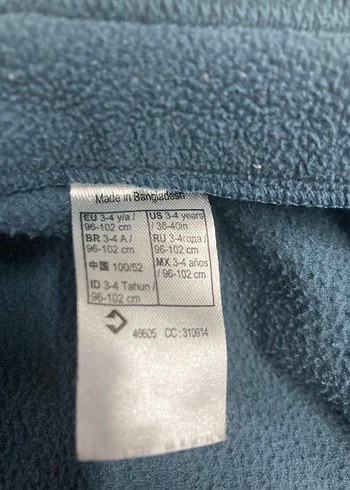 Made in Bangladesh
EU 3-4 y/a /
96-102 cm
BR 3-4 A /
96-102 cm
中国 100/52
ID 3-4 Tahun /
96-102 cm
US 3-4 years
/ 38-40in
RU 3-4года /
96-102 cm
MX 3-4 años
/ 96-102 cm
46605 CC: 310914